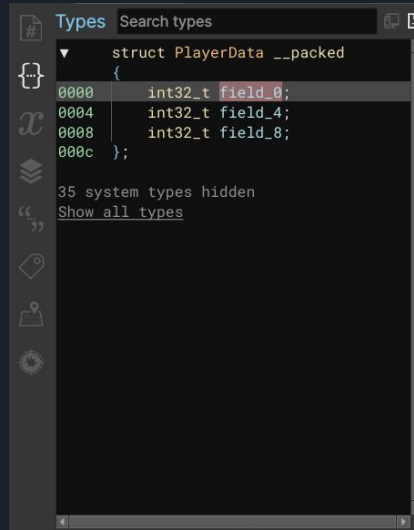 Types Search types
▼ struct PlayerData __packed
{
0000 int32_t field_0;
0004 int32_t field_4;
0008 int32_t field_8;
000c };
35 system types hidden
Show all types